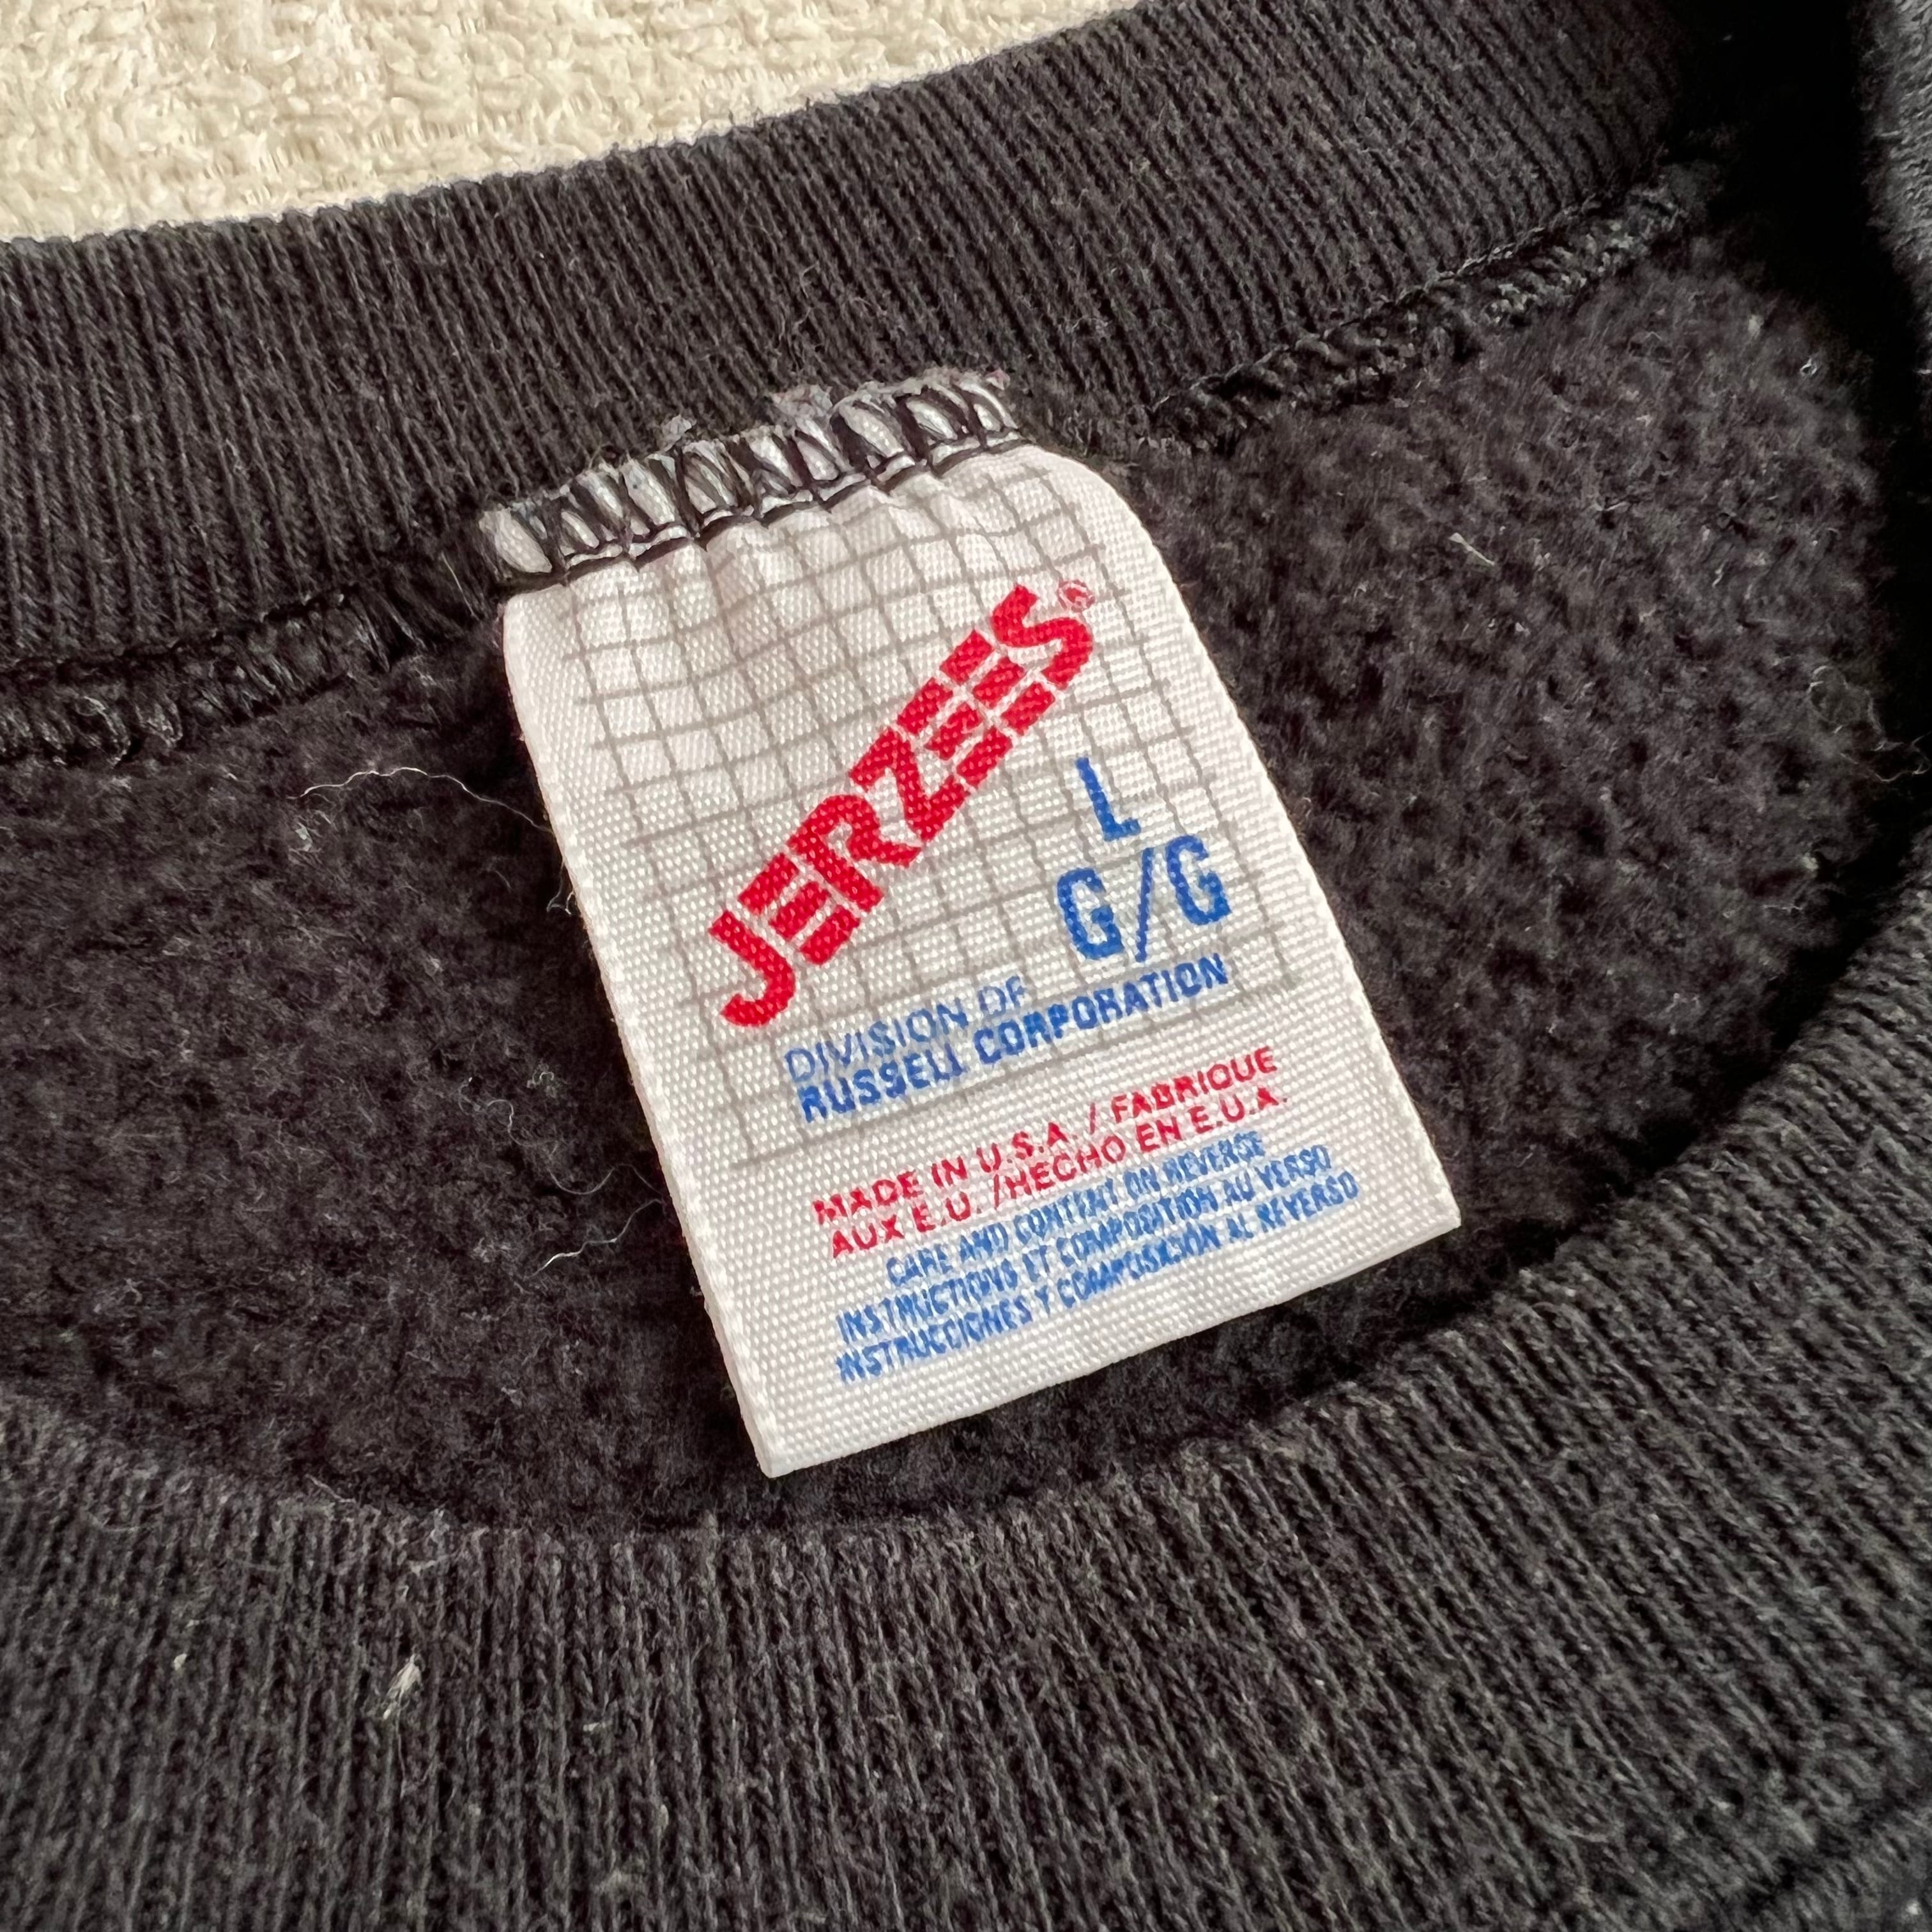 JERZEES®
L
G/G
DIVISION OF
RUSSELL CORPORATION
MADE IN U.S.A. / FABRIQUE
AUX E.U. /HECHO EN E.U.A.
CARE AND CONTENT ON REVERSE
INSTRUCTIONS ET COMPOSITION AU VERSO
INSTRUCCIONES Y COMPOSISION AL REVERSO